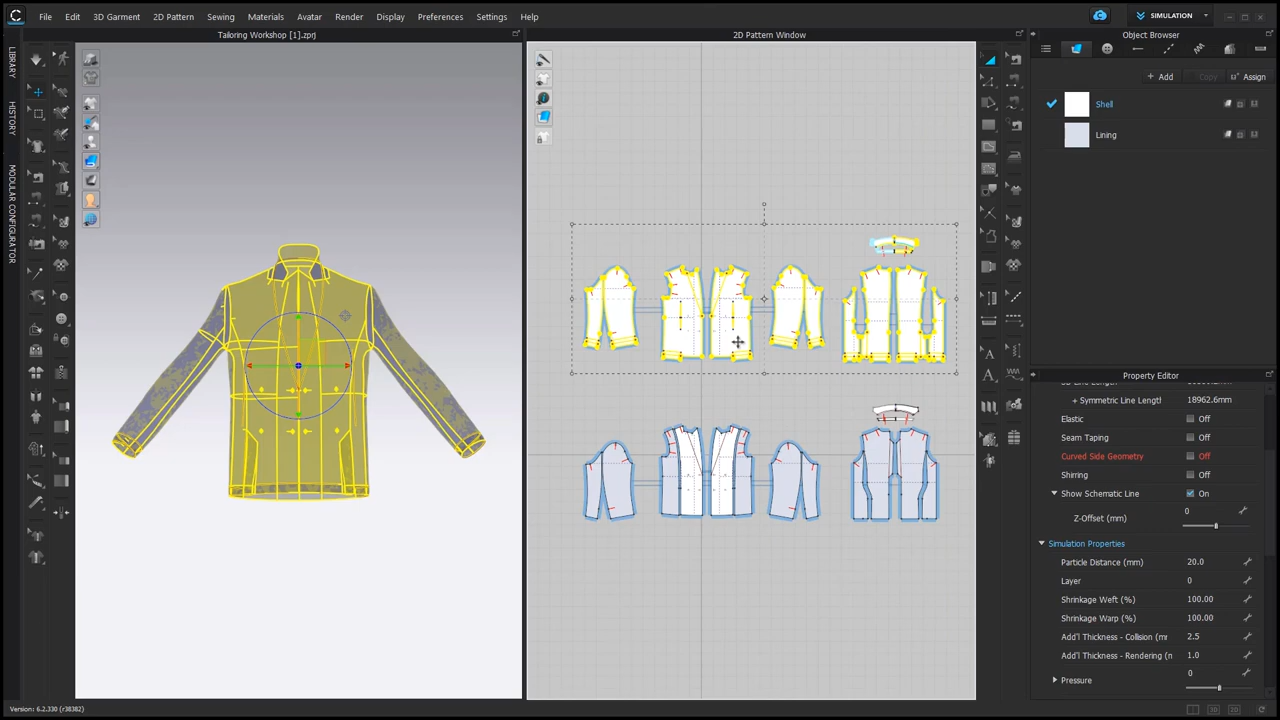 C File Edit 3D Garment 2D Pattern Sewing Materials Avatar Render Display Preferences Settings Help SIMULATION
Tailoring Workshop [1].zprj
2D Pattern Window
Object Browser
LIBRARY
HISTORY
MODULAR CONFIGURATOR
+ Add Copy Assign
Shell
Lining
Property Editor
+ Symmetric Line Lengtl 18962.6mm
Elastic Off
Seam Taping Off
Curved Side Geometry Off
Shirring Off
Show Schematic Line On
Z-Offset (mm) 0
Simulation Properties
Particle Distance (mm) 20.0
Layer 0
Shrinkage Weft (%) 100.00
Shrinkage Warp (%) 100.00
Add'l Thickness - Collision (mr 2.5
Add'l Thickness - Rendering (n 1.0
Pressure 0
Version: 6.2.330 (r38382)
3D 2D